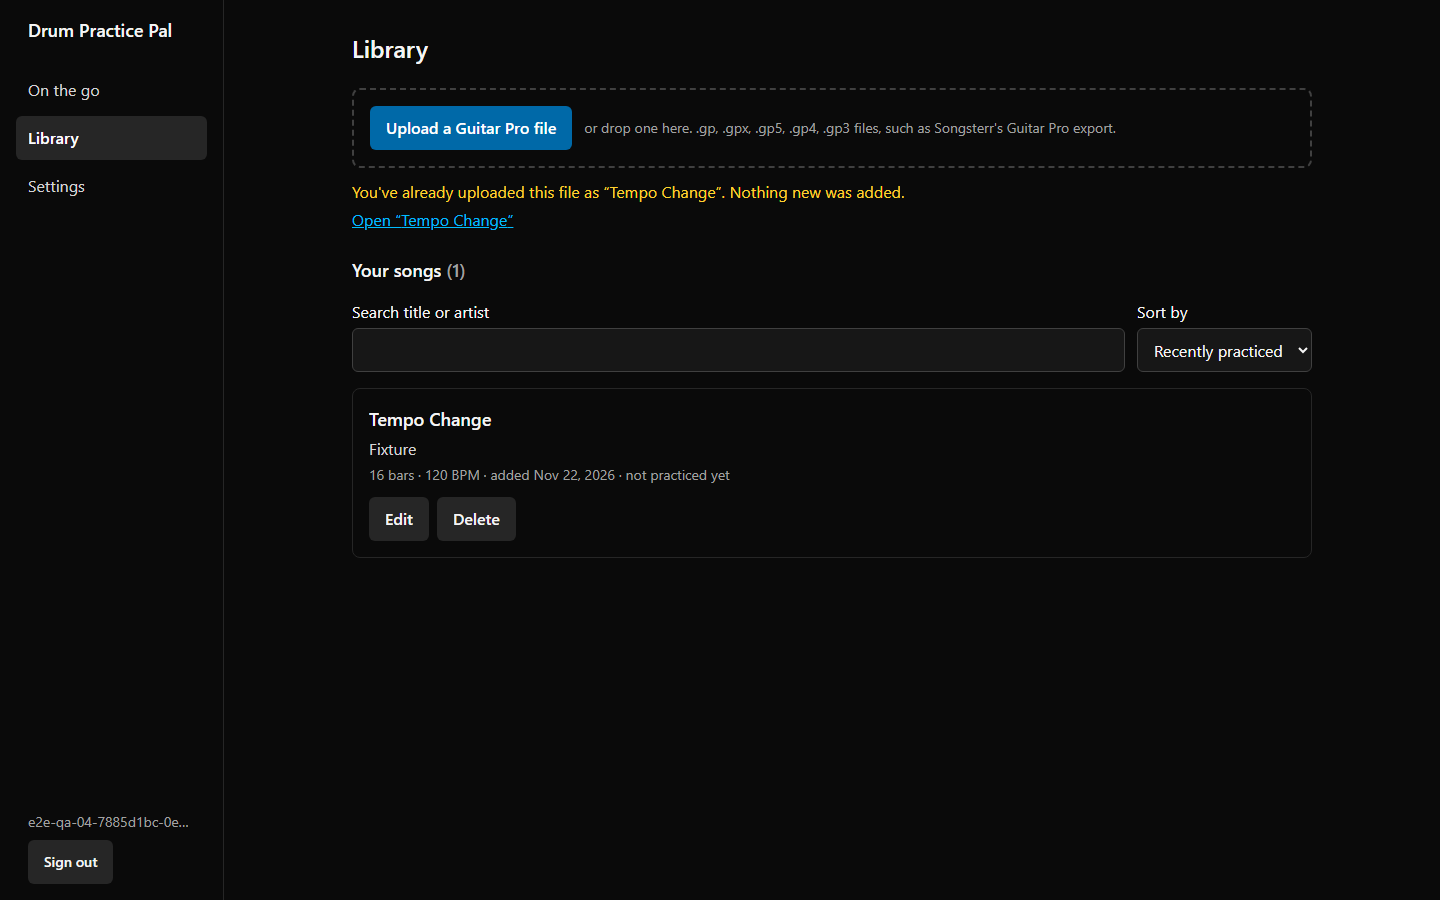 Drum Practice Pal
On the go
Library
Settings
e2e-qa-04-7885d1bc-0e...
Sign out
Library
Upload a Guitar Pro file
or drop one here. .gp, .gpx, .gp5, .gp4, .gp3 files, such as Songsterr's Guitar Pro export.
You've already uploaded this file as “Tempo Change“. Nothing new was added.
Open “Tempo Change“
Your songs (1)
Search title or artist
Sort by
Recently practiced
Tempo Change
Fixture
16 bars · 120 BPM · added Nov 22, 2026 · not practiced yet
Edit
Delete